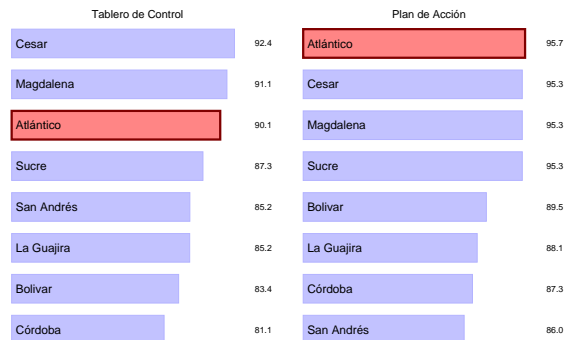 Tablero de Control
Cesar 92.4
Magdalena 91.1
Atlántico 90.1
Sucre 87.3
San Andrés 85.2
La Guajira 85.2
Bolivar 83.4
Córdoba 81.1
Plan de Acción
Atlántico 95.7
Cesar 95.3
Magdalena 95.3
Sucre 95.3
Bolivar 89.5
La Guajira 88.1
Córdoba 87.3
San Andrés 86.0